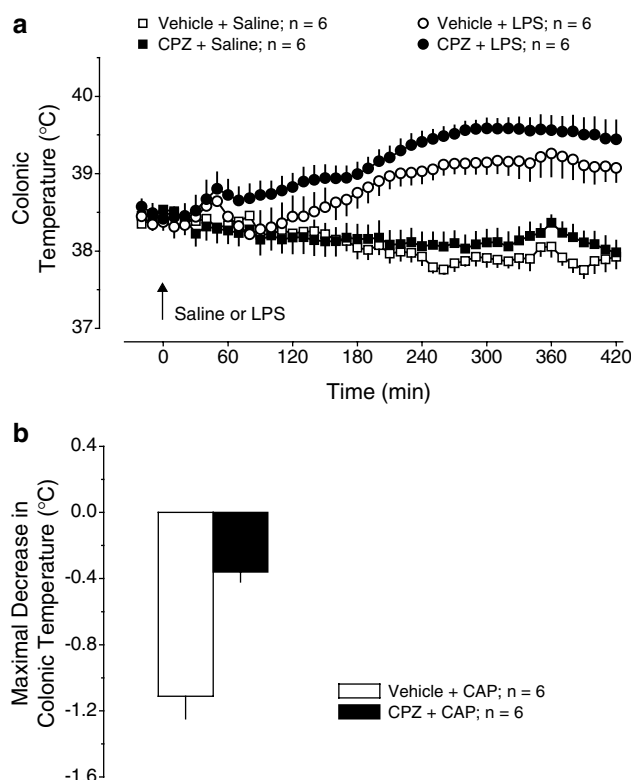 a
Vehicle + Saline; n = 6
Vehicle + LPS; n = 6
CPZ + Saline; n = 6
CPZ + LPS; n = 6
Colonic
Temperature (°C)
40
39
38
37
Saline or LPS
0 60 120 180 240 300 360 420
Time (min)
b
Maximal Decrease in
Colonic Temperature (°C)
0.4
0.0
-0.4
-0.8
-1.2
-1.6
Vehicle + CAP; n = 6
CPZ + CAP; n = 6